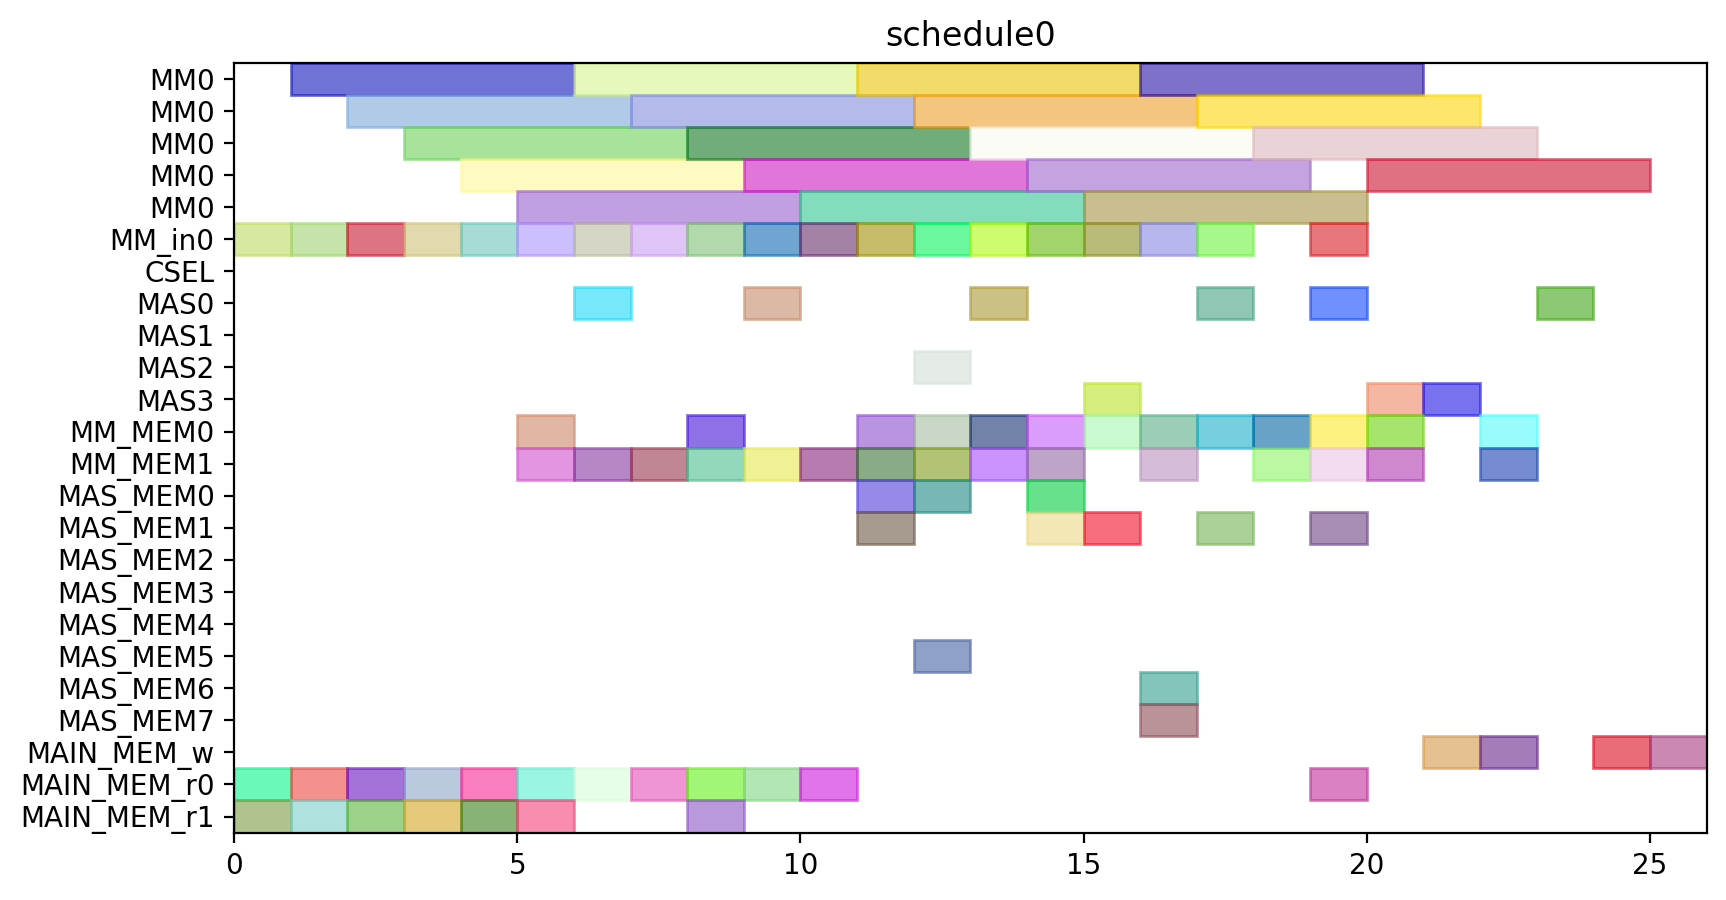 schedule0
MM0
MM0
MM0
MM0
MM0
MM_in0
CSEL
MAS0
MAS1
MAS2
MAS3
MM_MEM0
MM_MEM1
MAS_MEM0
MAS_MEM1
MAS_MEM2
MAS_MEM3
MAS_MEM4
MAS_MEM5
MAS_MEM6
MAS_MEM7
MAIN_MEM_w
MAIN_MEM_r0
MAIN_MEM_r1
0 5 10 15 20 25